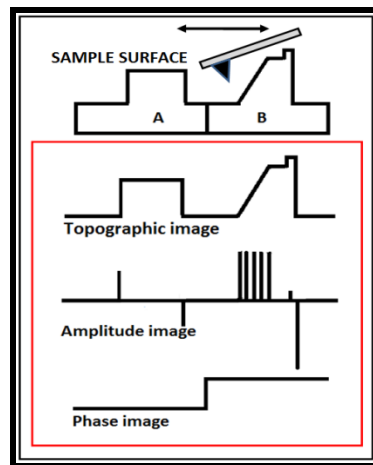 SAMPLE SURFACE
A B
Topographic image
Amplitude image
Phase image